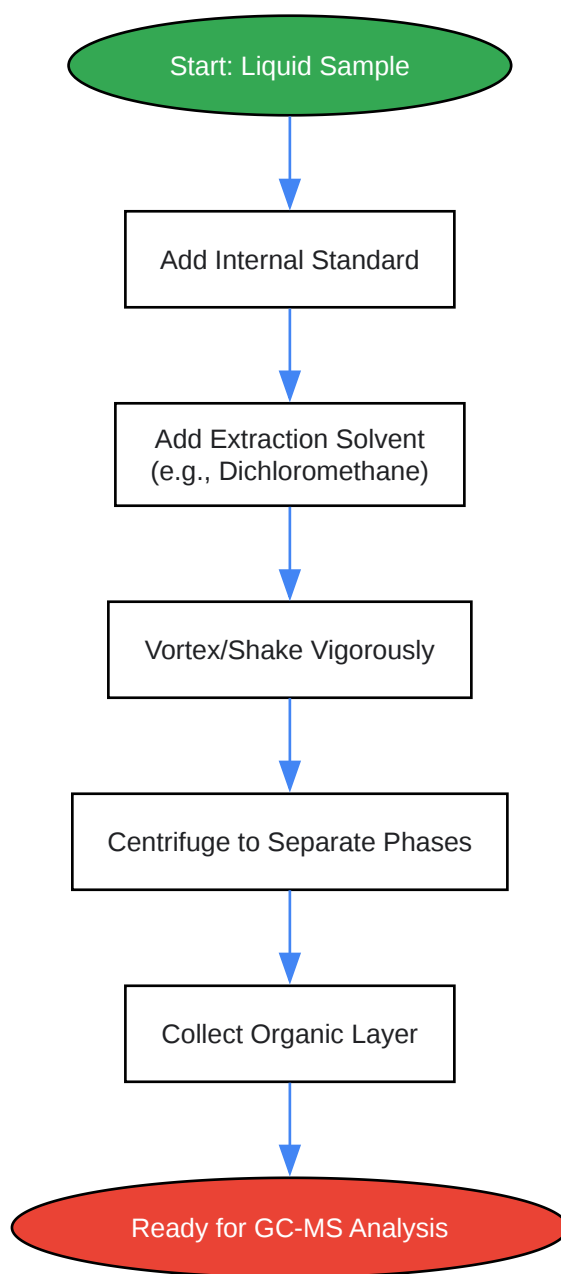 Start: Liquid Sample
Add Internal Standard
Add Extraction Solvent
(e.g., Dichloromethane)
Vortex/Shake Vigorously
Centrifuge to Separate Phases
Collect Organic Layer
Ready for GC-MS Analysis